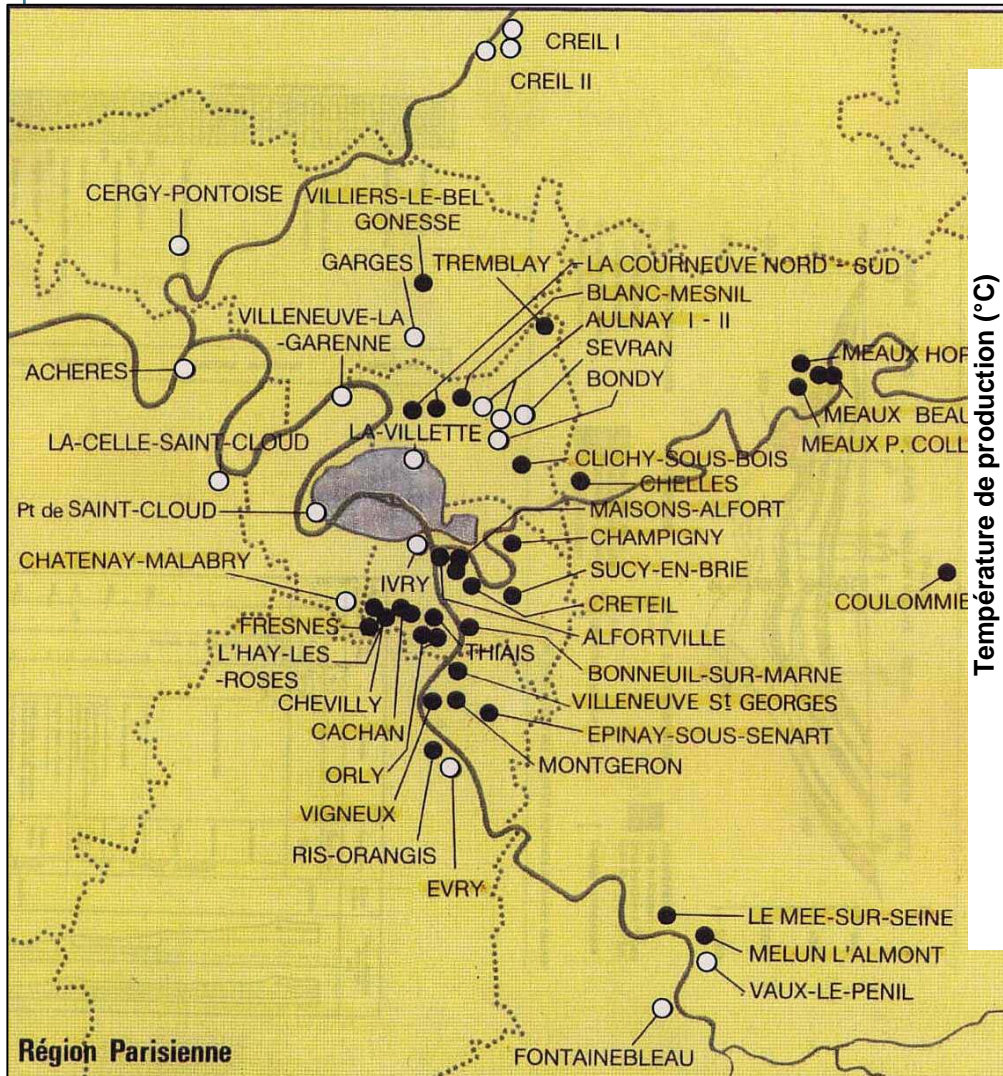 CREIL I
CREIL II
CERGY-PONTOISE
VILLIERS-LE-BEL
GONESSE
GARGES
TREMBLAY
LA COURNEUVE NORD - SUD
BLANC-MESNIL
AULNAY I - II
SEVRAN
BONDY
VILLENEUVE-LA
-GARENNE
ACHERES
MEAUX HOP
MEAUX BEAU
MEAUX P. COLL
LA-CELLE-SAINT-CLOUD
LA-VILLETTE
CLICHY-SOUS-BOIS
CHELLES
Pt de SAINT-CLOUD
MAISONS-ALFORT
CHAMPIGNY
CHATENAY-MALABRY
IVRY
SUCY-EN-BRIE
COULOMMIE
CRETEIL
FRESNES
ALFORTVILLE
L'HAY-LES
-ROSES
THIAIS
BONNEUIL-SUR-MARNE
CHEVILLY
VILLENEUVE St GEORGES
CACHAN
EPINAY-SOUS-SENART
ORLY
MONTGERON
VIGNEUX
RIS-ORANGIS
EVRY
LE MEE-SUR-SEINE
MELUN L'ALMONT
VAUX-LE-PENIL
FONTAINEBLEAU
Région Parisienne
Température de production (°C)